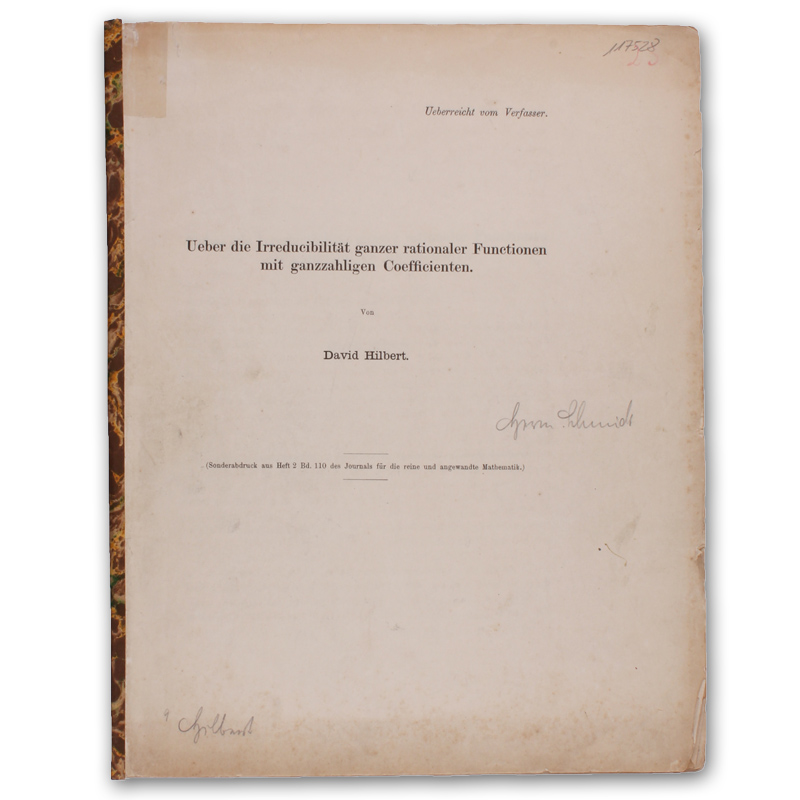 117528
Ueberreicht vom Verfasser.
Ueber die Irreducibilität ganzer rationaler Functionen
mit ganzzahligen Coefficienten.
Von
David Hilbert.
Herrn Schmidt
(Sonderabdruck aus Heft 2 Bd. 110 des Journals für die reine und angewandte Mathematik.)
Hilbert